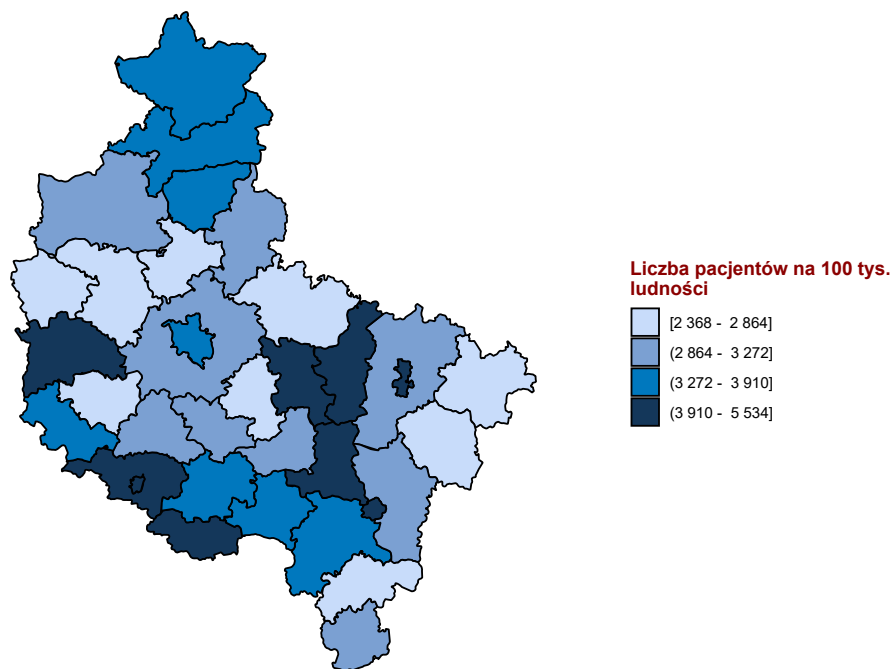 Liczba pacjentów na 100 tys.
ludności
[2 368 - 2 864]
(2 864 - 3 272]
(3 272 - 3 910]
(3 910 - 5 534]